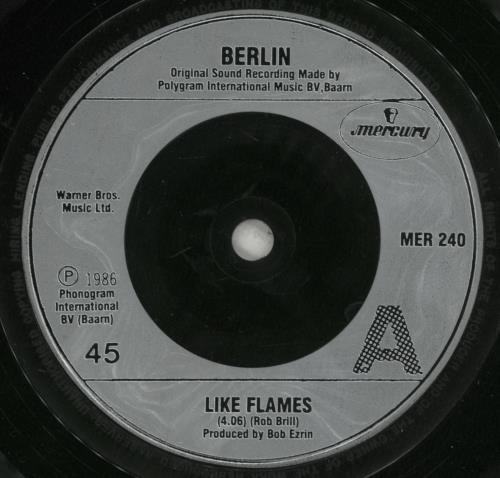 BERLIN
Original Sound Recording Made by
Polygram International Music BV,Baarn
mercury
Warner Bros.
Music Ltd.
MER 240
Ⓟ 1986
Phonogram
International
BV (Baarn)
45
A
LIKE FLAMES
(4.06) (Rob Brill)
Produced by Bob Ezrin